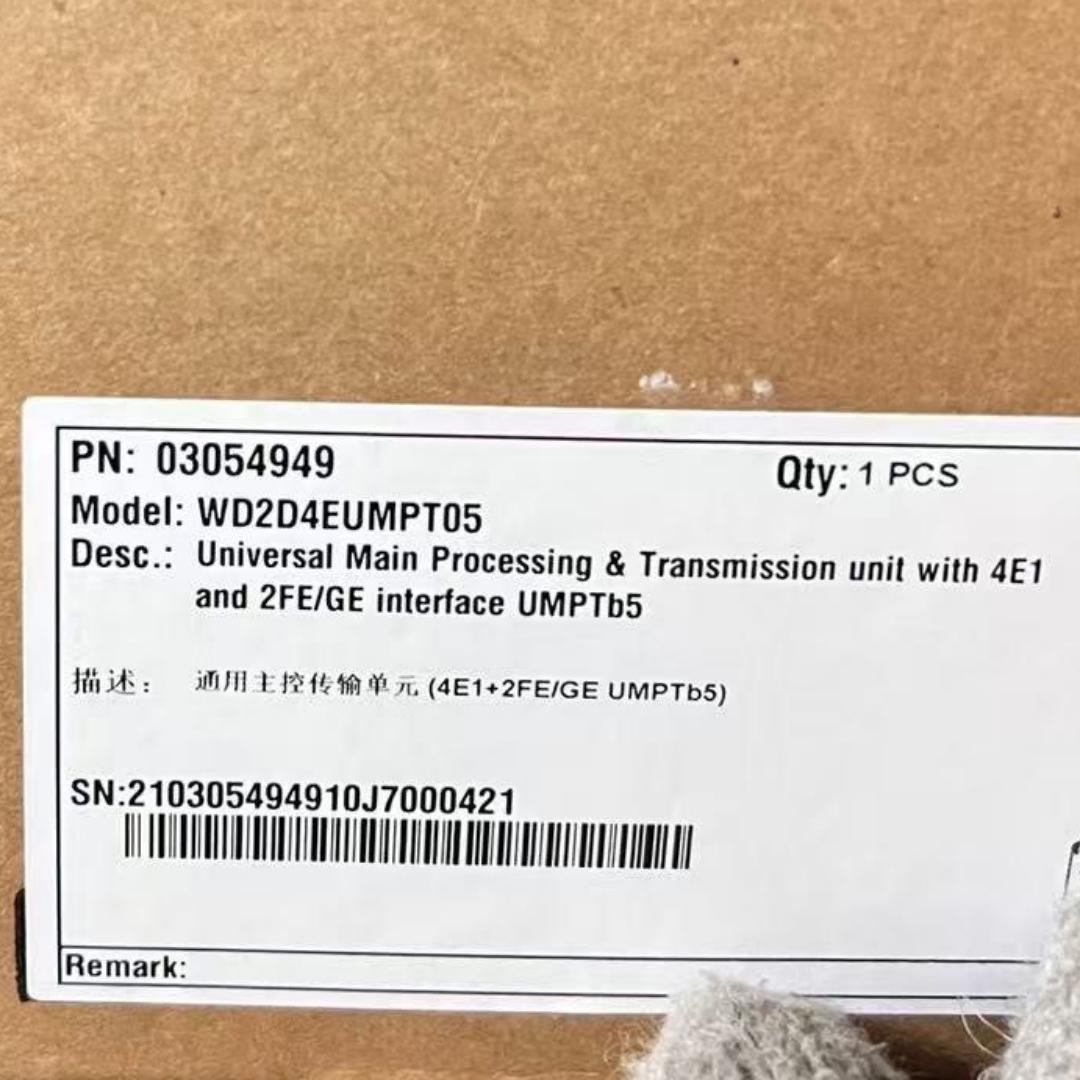 PN: 03054949
Qty: 1 PCS
Model: WD2D4EUMPT05
Desc.: Universal Main Processing & Transmission unit with 4E1
and 2FE/GE interface UMPTb5
描述： 通用主控传输单元 (4E1+2FE/GE UMPTb5)
SN:210305494910J7000421
Remark: